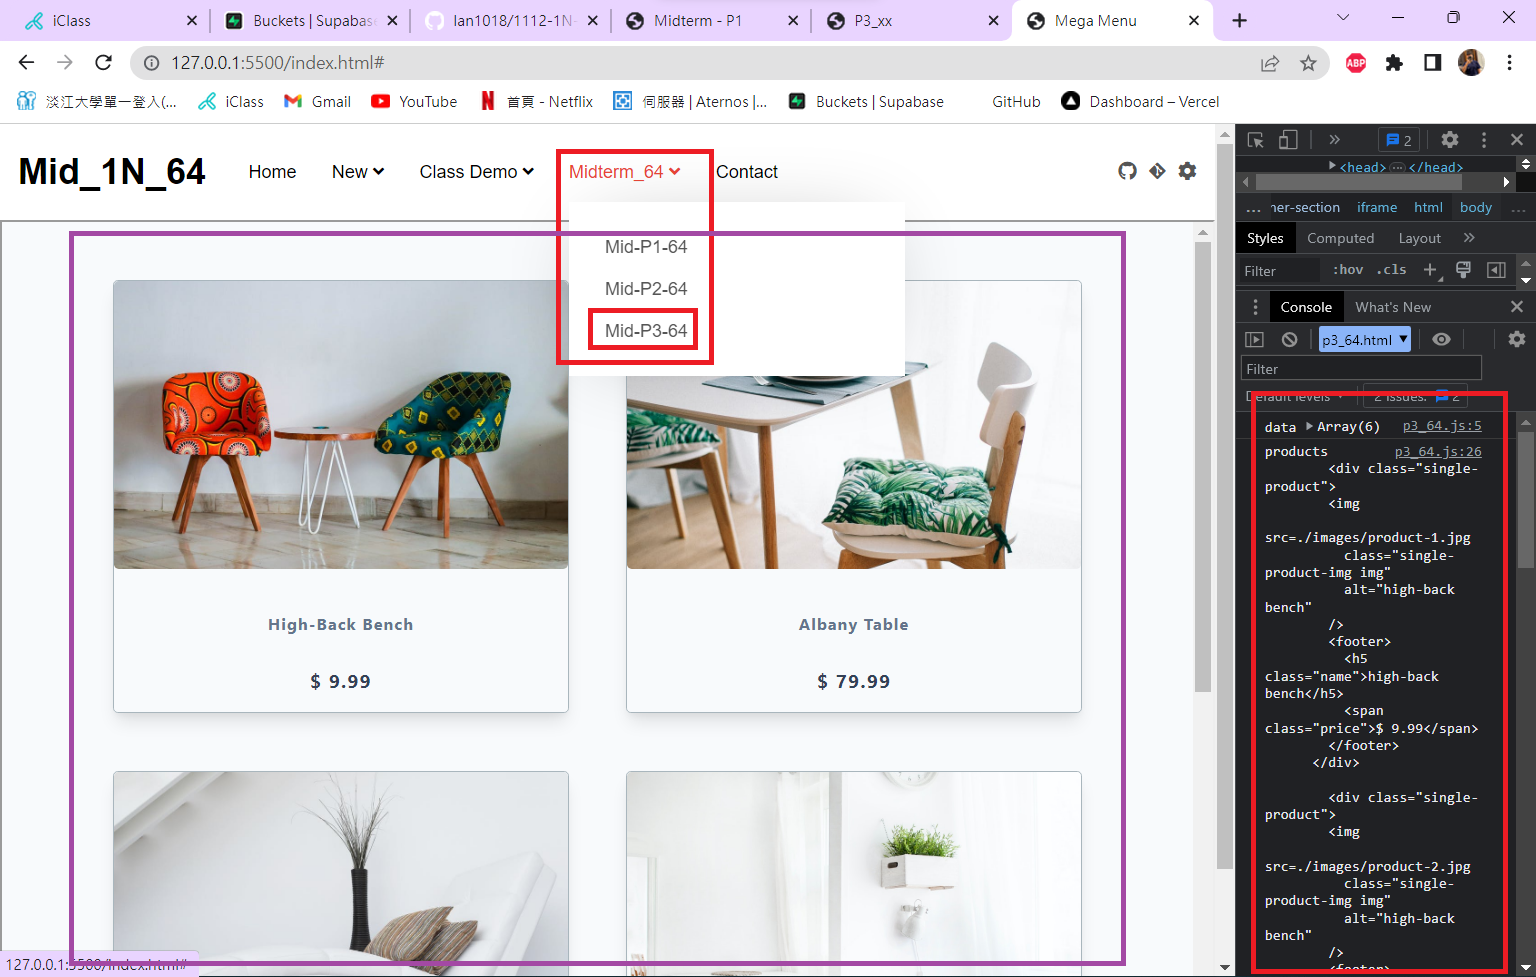 iClass
Buckets | Supabase
lan1018/1112-1N-
Midterm - P1
P3_xx
Mega Menu
127.0.0.1:5500/index.html#
ABP
淡江大學單一登入(...
iClass
Gmail
YouTube
首頁 - Netflix
伺服器 | Aternos |...
Buckets | Supabase
GitHub
Dashboard – Vercel
Mid_1N_64
Home
New
Class Demo
Midterm_64
Contact
Mid-P1-64
Mid-P2-64
Mid-P3-64
High-Back Bench
$ 9.99
Albany Table
$ 79.99
127.0.0.1:5500/index.html#
2
<head> ... </head>
... ner-section iframe html body ...
Styles Computed Layout
Filter :hov .cls
Console What's New
p3_64.html
Filter
Default levels 2 Issues: 2
data Array(6) p3_64.js:5
products p3_64.js:26
<div class="single-
product">
<img
src=./images/product-1.jpg
class="single-
product-img img"
alt="high-back
bench"
/>
<footer>
<h5
class="name">high-back
bench</h5>
<span
class="price">$ 9.99</span>
</footer>
</div>
<div class="single-
product">
<img
src=./images/product-2.jpg
class="single-
product-img img"
alt="high-back
bench"
/>
<footer>